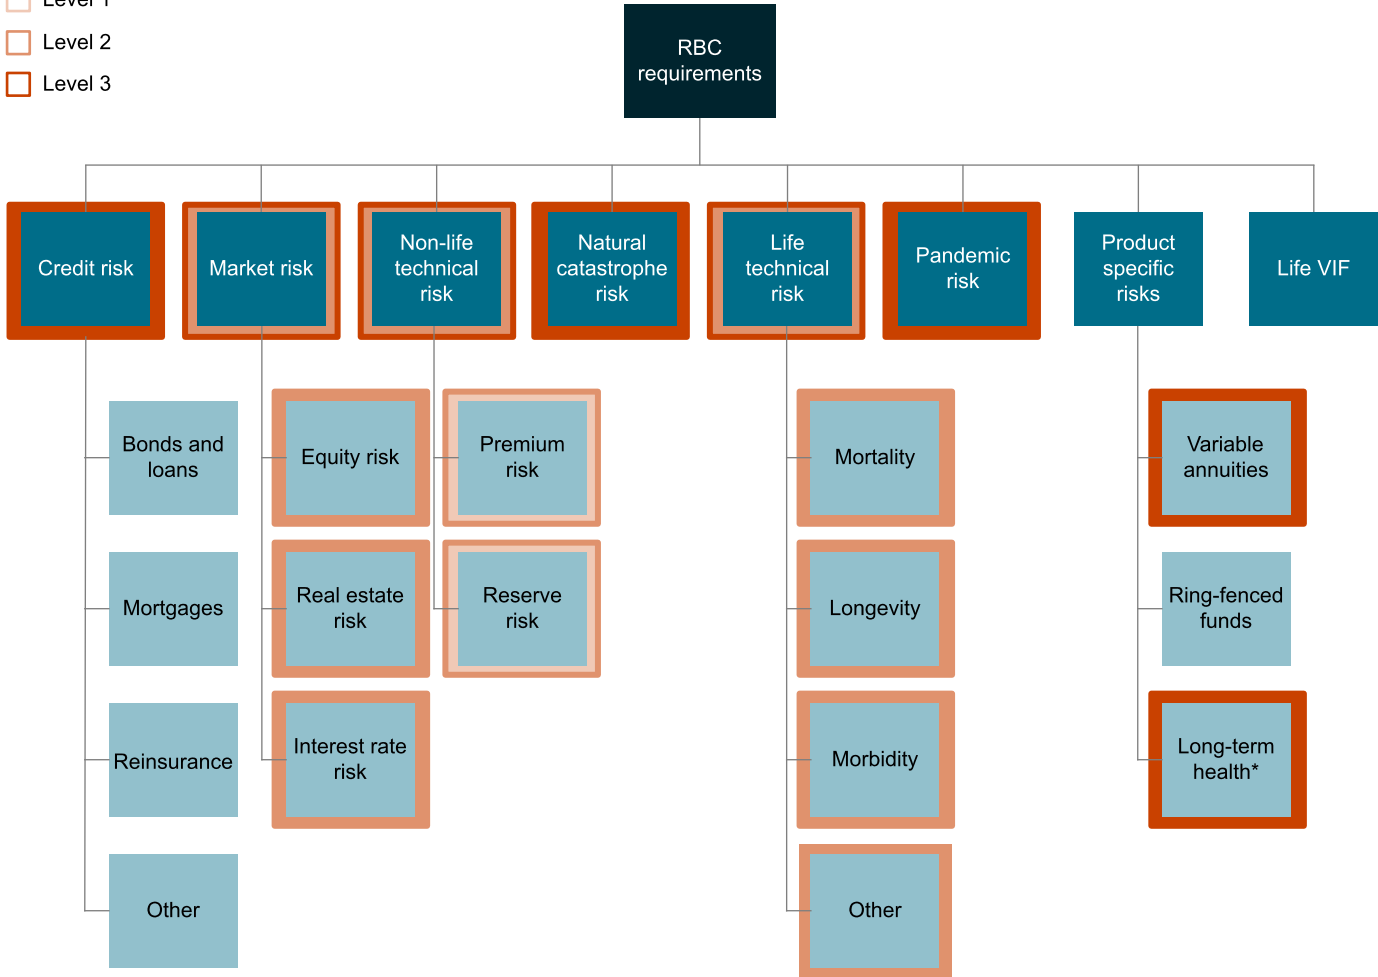 Level 1
Level 2
Level 3
RBC
requirements
Credit risk
Market risk
Non-life
technical
risk
Natural
catastrophe
risk
Life
technical
risk
Pandemic
risk
Product
specific
risks
Life VIF
Bonds and
loans
Equity risk
Premium
risk
Mortality
Variable
annuities
Mortgages
Real estate
risk
Reserve
risk
Longevity
Ring-fenced
funds
Reinsurance
Interest rate
risk
Morbidity
Long-term
health*
Other
Other